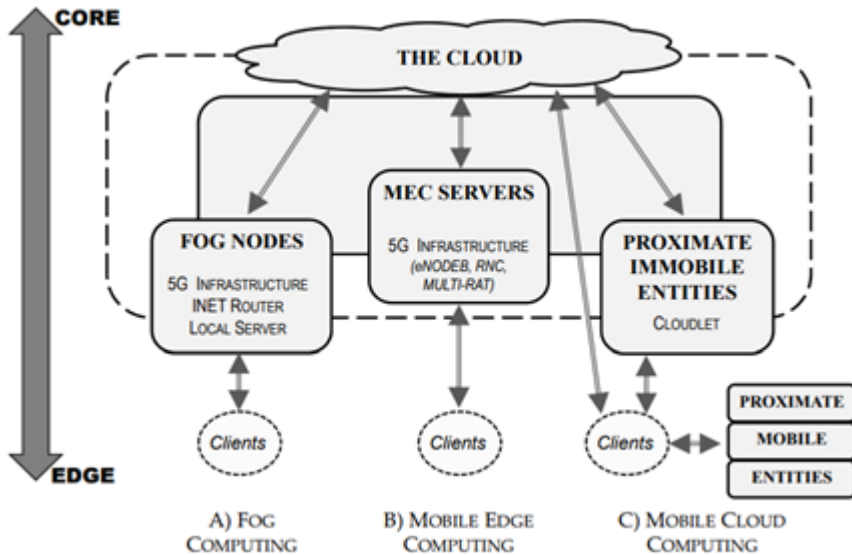 CORE
THE CLOUD
MEC SERVERS
5G INFRASTRUCTURE
(eNODEB, RNC,
MULTI-RAT)
FOG NODES
5G INFRASTRUCTURE
INET ROUTER
LOCAL SERVER
PROXIMATE
IMMOBILE
ENTITIES
CLOUDLET
Clients
Clients
Clients
PROXIMATE
MOBILE
ENTITIES
EDGE
A) FOG
COMPUTING
B) MOBILE EDGE
COMPUTING
C) MOBILE CLOUD
COMPUTING